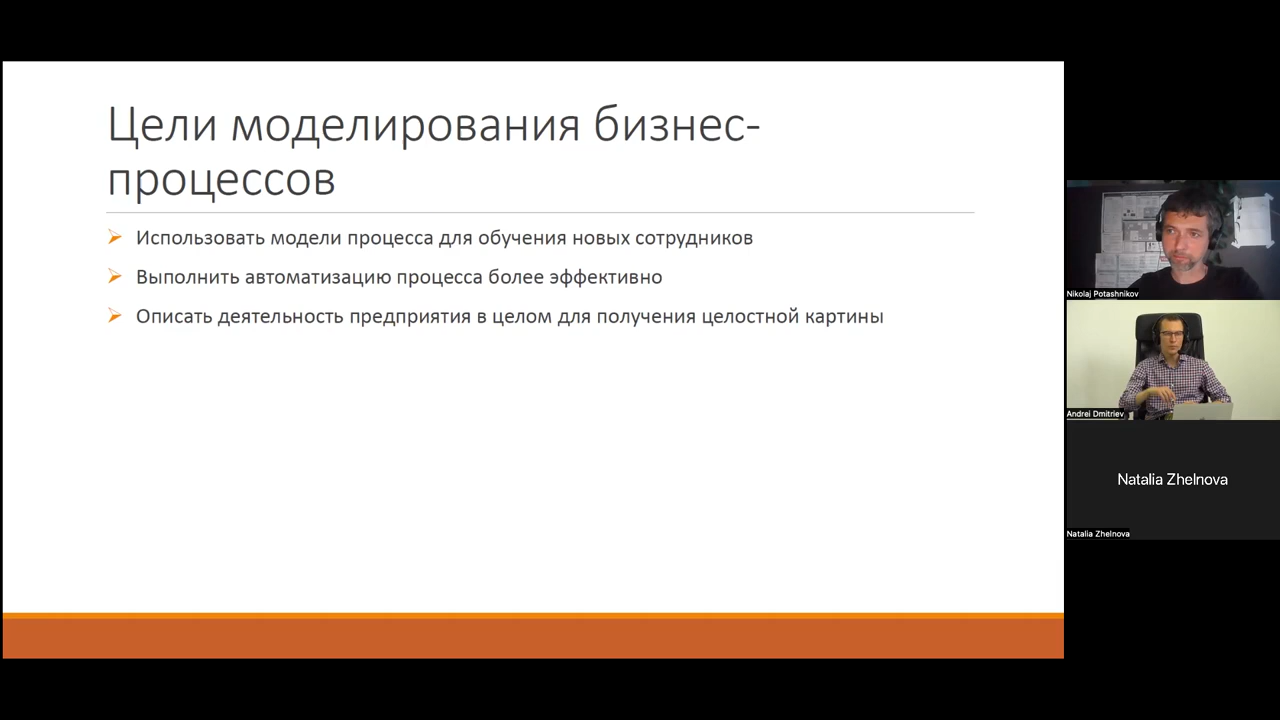 Цели моделирования бизнес-
процессов
Использовать модели процесса для обучения новых сотрудников
Выполнить автоматизацию процесса более эффективно
Описать деятельность предприятия в целом для получения целостной картины
Nikolaj Potashnikov
Andrei Dmitriev
Natalia Zhelnova
Natalia Zhelnova